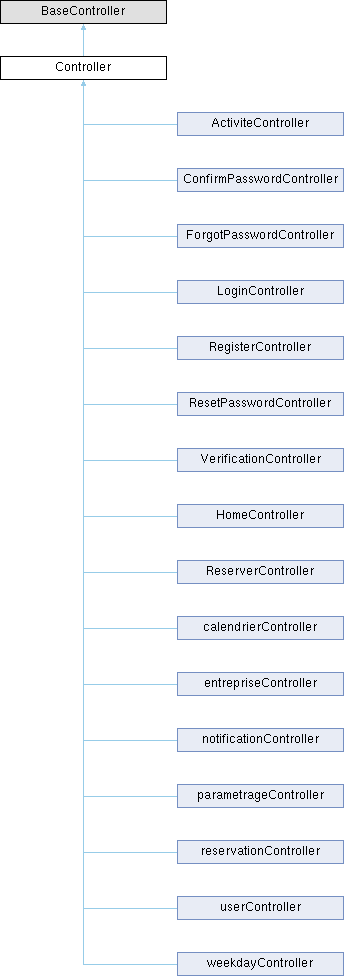 BaseController
Controller
ActiviteController
ConfirmPasswordController
ForgotPasswordController
LoginController
RegisterController
ResetPasswordController
VerificationController
HomeController
ReserverController
calendrierController
entrepriseController
notificationController
parametrageController
reservationController
userController
weekdayController